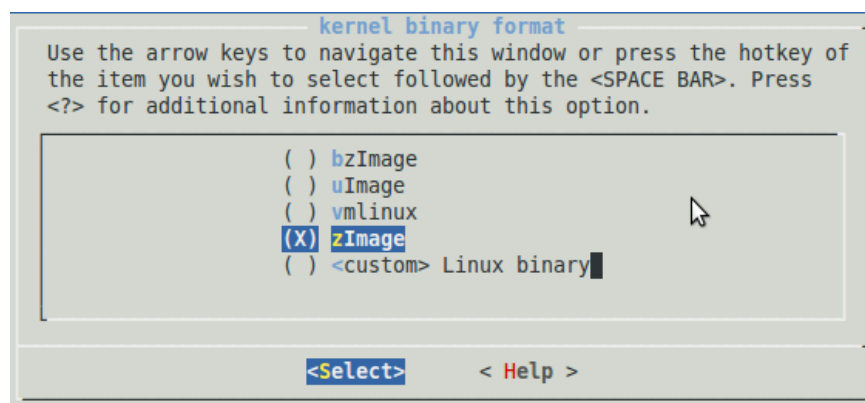 kernel binary format
Use the arrow keys to navigate this window or press the hotkey of
the item you wish to select followed by the <SPACE BAR>. Press
<?> for additional information about this option.
( ) bzImage
( ) uImage
( ) vmlinux
(X) zImage
( ) <custom> Linux binary
<Select> < Help >